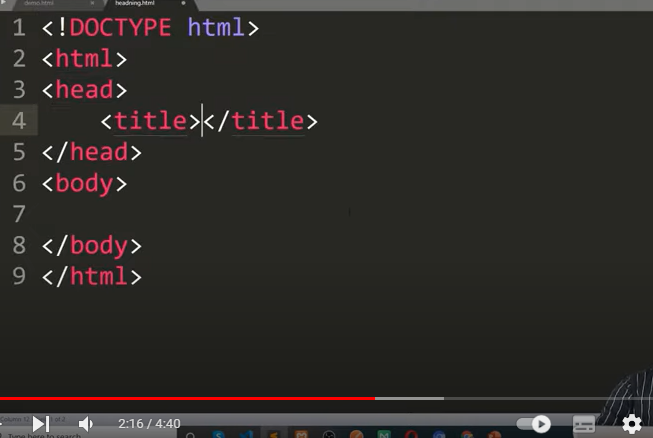 demo.html headning.html
1 <!DOCTYPE html>
2 <html>
3 <head>
4 <title></title>
5 </head>
6 <body>
7
8 </body>
9 </html>
2:16 / 4:40
Type here to search